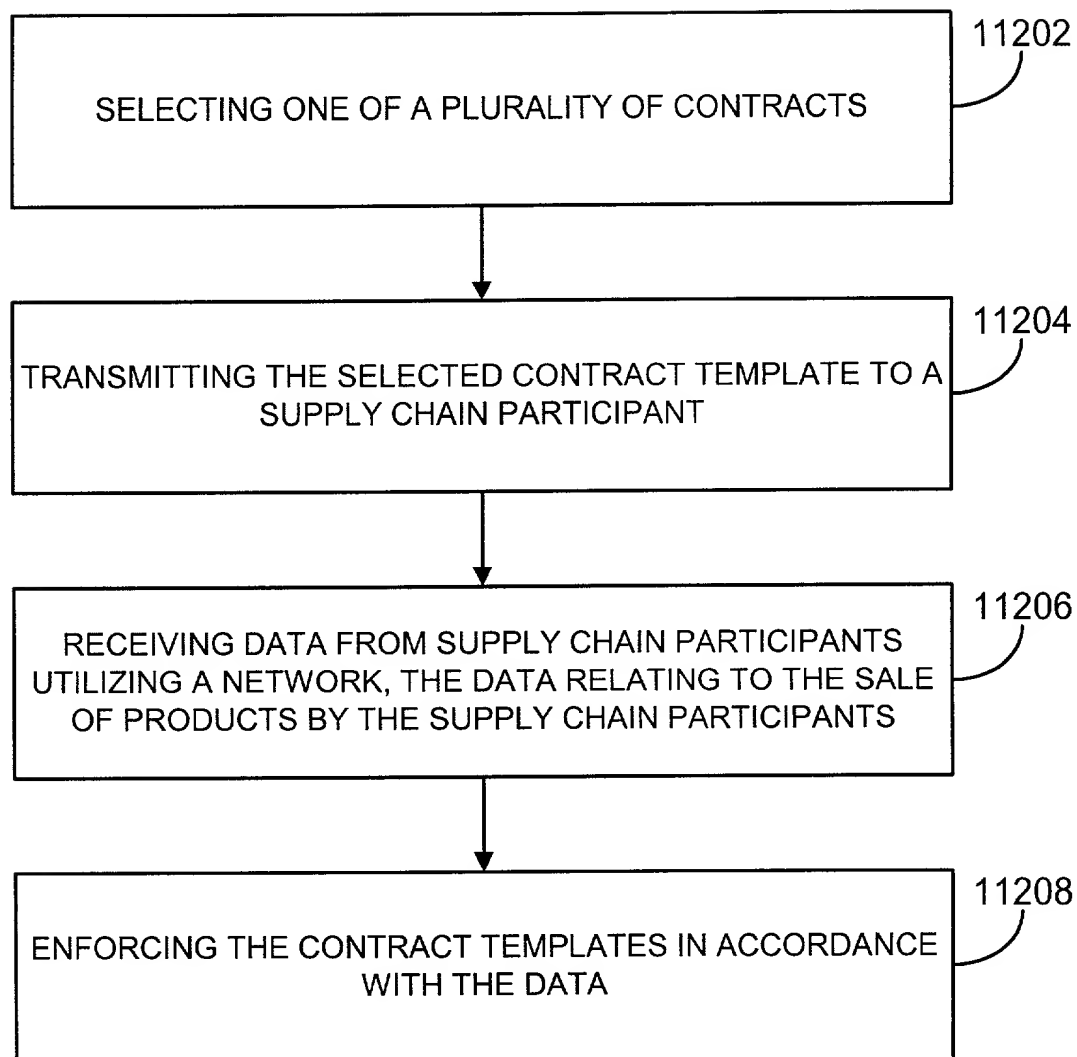 11202
SELECTING ONE OF A PLURALITY OF CONTRACTS
11204
TRANSMITTING THE SELECTED CONTRACT TEMPLATE TO A
SUPPLY CHAIN PARTICIPANT
11206
RECEIVING DATA FROM SUPPLY CHAIN PARTICIPANTS
UTILIZING A NETWORK, THE DATA RELATING TO THE SALE
OF PRODUCTS BY THE SUPPLY CHAIN PARTICIPANTS
11208
ENFORCING THE CONTRACT TEMPLATES IN ACCORDANCE
WITH THE DATA